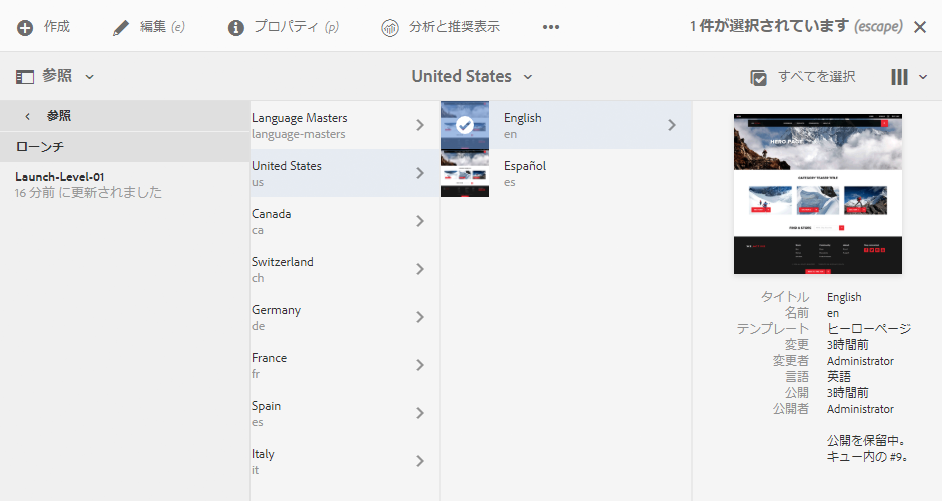 作成 編集 (e) プロパティ (p) 分析と推奨表示 ••• 1 件が選択されています (escape)
参照 United States すべてを選択
参照
ローンチ
Launch-Level-01
16 分前 に更新されました
Language Masters
language-masters
United States
us
Canada
ca
Switzerland
ch
Germany
de
France
fr
Spain
es
Italy
it
English
en
Español
es
HERO PAGE
CATEGORY TEASER TITLE
FIND A STORE
タイトル English
名前 en
テンプレート ヒーローページ
変更 3時間前
変更者 Administrator
言語 英語
公開 3時間前
公開者 Administrator
公開を保留中。
キュー内の #9。